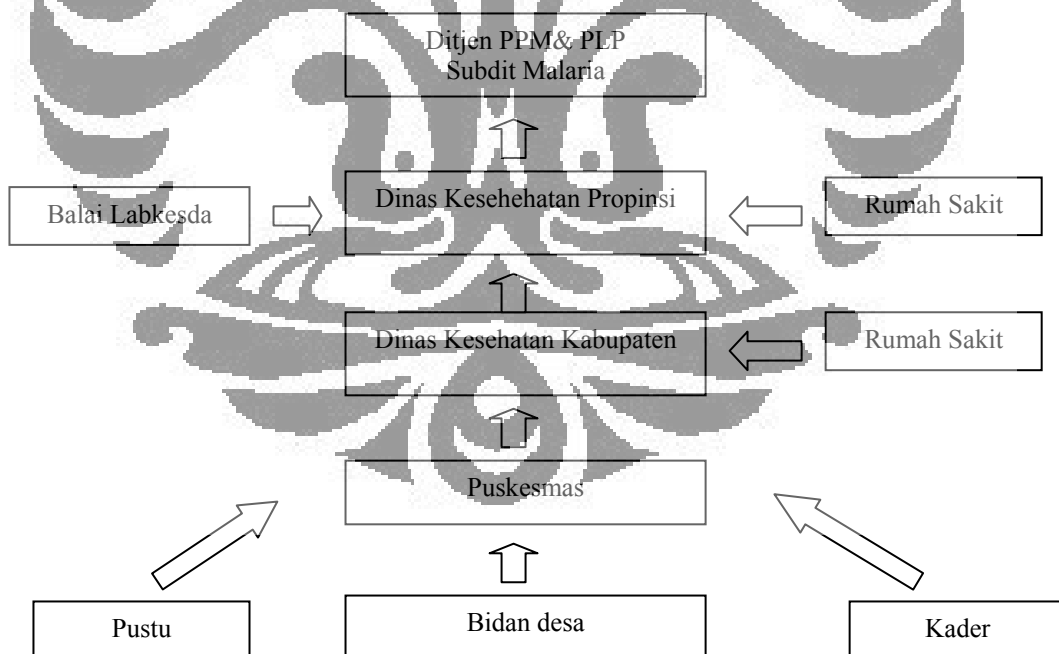 Ditjen PPM& PLP
Subdit Malaria
Balai Labkesda
Dinas Kesehehatan Propinsi
Rumah Sakit
Dinas Kesehatan Kabupaten
Rumah Sakit
Puskesmas
Pustu
Bidan desa
Kader